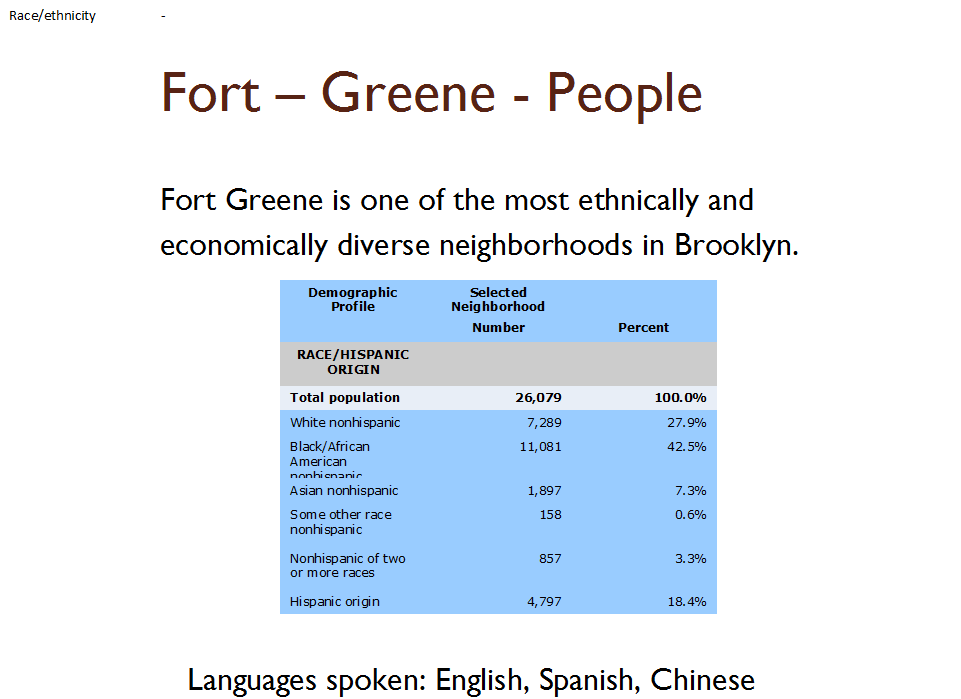 Race/ethnicity -
Fort – Greene - People
Fort Greene is one of the most ethnically and
economically diverse neighborhoods in Brooklyn.
Demographic Selected
Profile Neighborhood
Number Percent
RACE/HISPANIC
ORIGIN
Total population 26,079 100.0%
White nonhispanic 7,289 27.9%
Black/African 11,081 42.5%
American
nonhispanic
Asian nonhispanic 1,897 7.3%
Some other race 158 0.6%
nonhispanic
Nonhispanic of two 857 3.3%
or more races
Hispanic origin 4,797 18.4%
Languages spoken: English, Spanish, Chinese